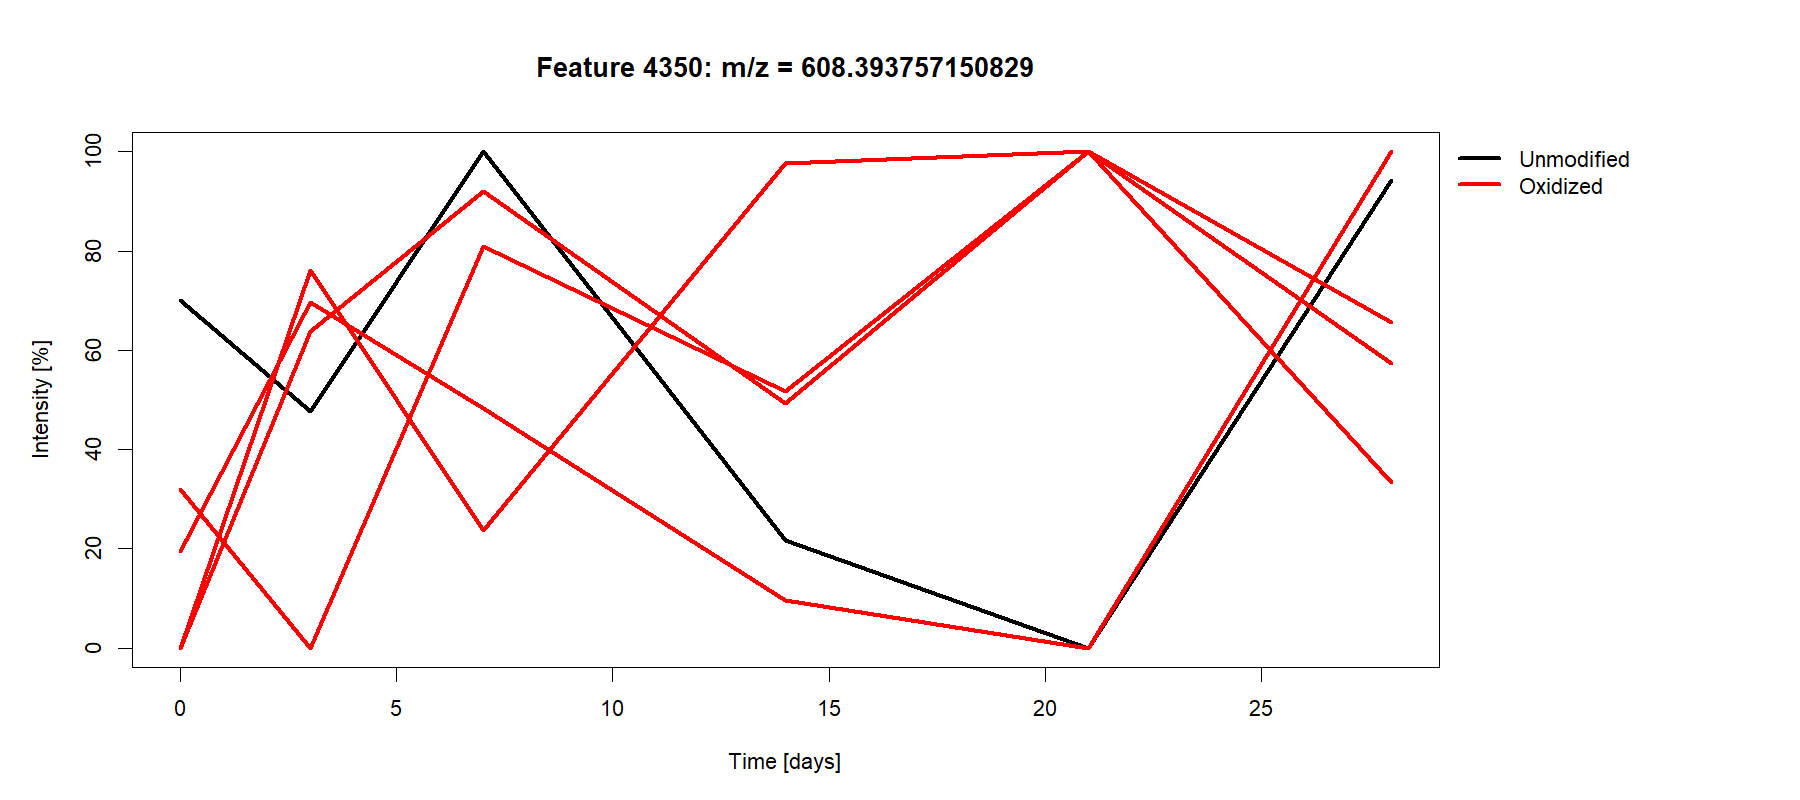 Feature 4350: m/z = 608.393757150829
Unmodified
Oxidized
Intensity [%]
100
80
60
40
20
0
0 5 10 15 20 25
Time [days]